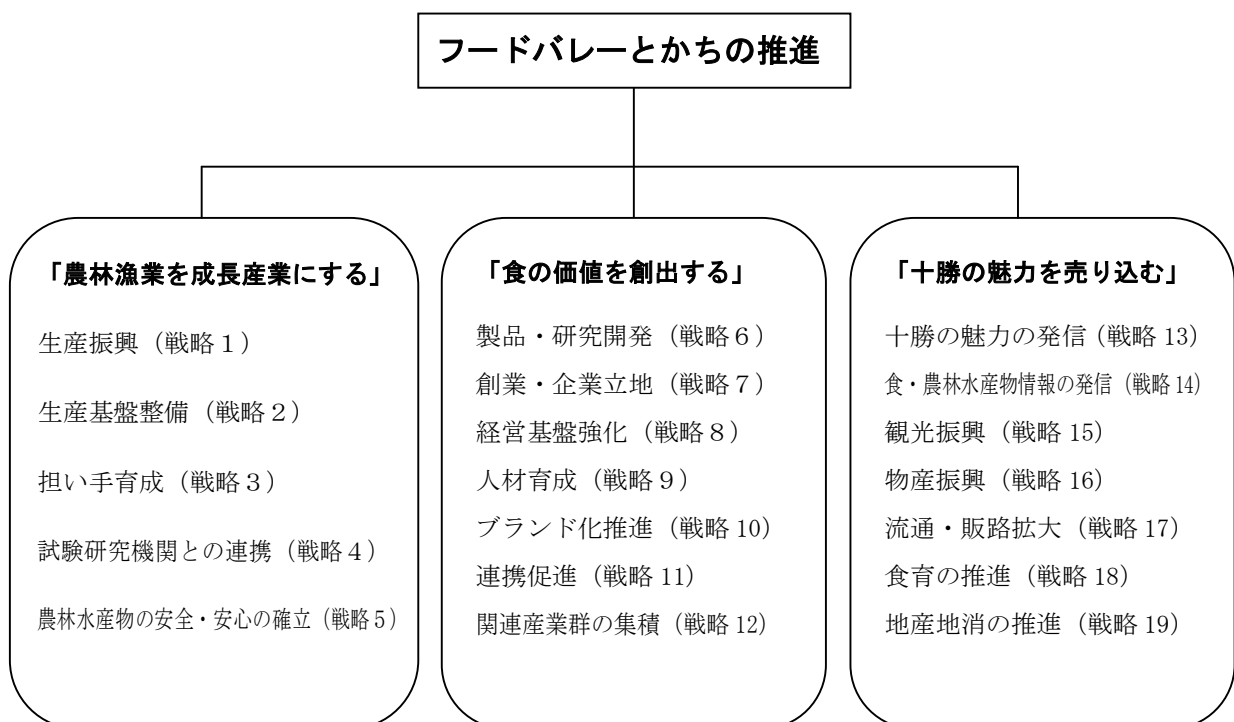 フードバレーとかちの推進
「農林漁業を成長産業にする」
生産振興（戦略１）
生産基盤整備（戦略２）
担い手育成（戦略３）
試験研究機関との連携（戦略４）
農林水産物の安全・安心の確立（戦略５）
「食の価値を創出する」
製品・研究開発（戦略６）
創業・企業立地（戦略７）
経営基盤強化（戦略８）
人材育成（戦略９）
ブランド化推進（戦略 10）
連携促進（戦略 11）
関連産業群の集積（戦略 12）
「十勝の魅力を売り込む」
十勝の魅力の発信（戦略 13）
食・農林水産物情報の発信（戦略 14）
観光振興（戦略 15）
物産振興（戦略 16）
流通・販路拡大（戦略 17）
食育の推進（戦略 18）
地産地消の推進（戦略 19）